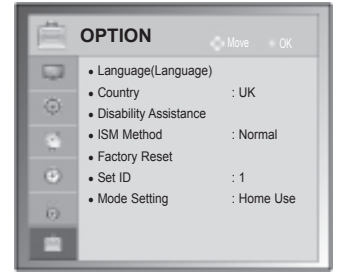 OPTION
Move OK
• Language(Language)
• Country : UK
• Disability Assistance
• ISM Method : Normal
• Factory Reset
• Set ID : 1
• Mode Setting : Home Use